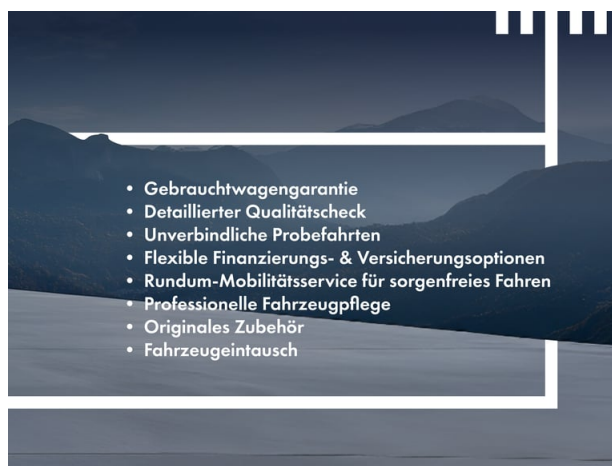 • Gebrauchtwagengarantie
• Detaillierter Qualitätscheck
• Unverbindliche Probefahrten
• Flexible Finanzierungs- & Versicherungsoptionen
• Rundum-Mobilitätsservice für sorgenfreies Fahren
• Professionelle Fahrzeugpflege
• Originales Zubehör
• Fahrzeugeintausch